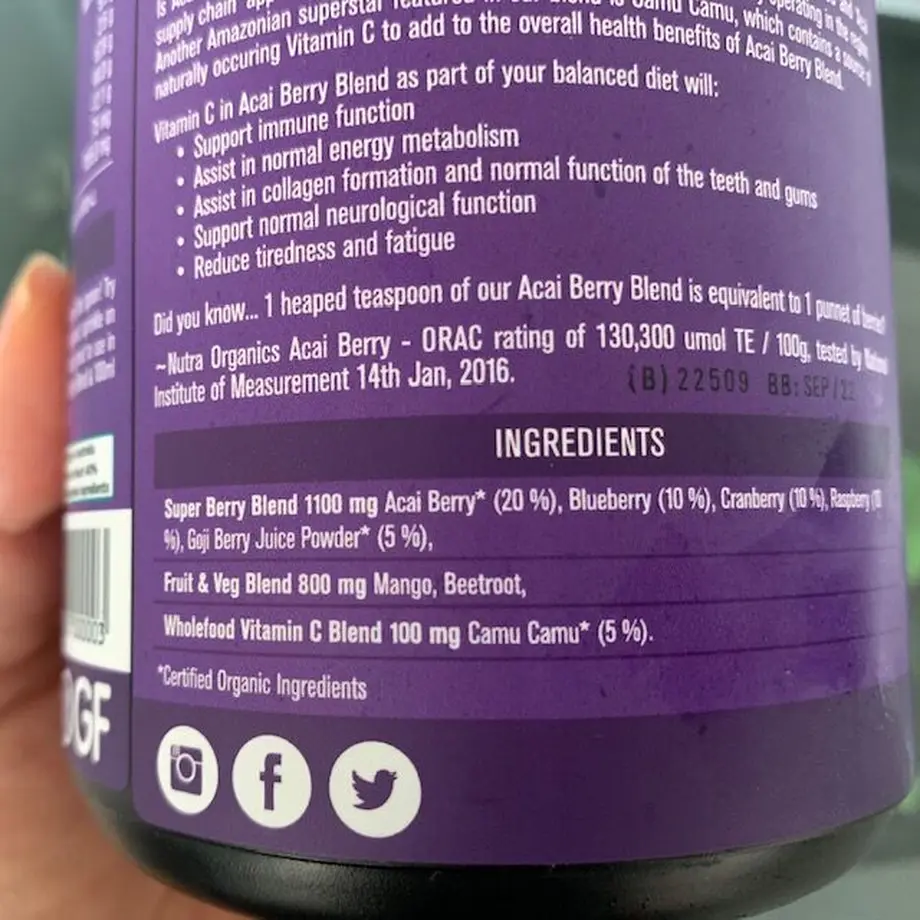 supply chain
Another Amazonian superstar featured in our blend is Camu Camu, which contains a source of
naturally occuring Vitamin C to add to the overall health benefits of Acai Berry Blend.
Vitamin C in Acai Berry Blend as part of your balanced diet will:
• Support immune function
• Assist in normal energy metabolism
• Assist in collagen formation and normal function of the teeth and gums
• Support normal neurological function
• Reduce tiredness and fatigue
Did you know... 1 heaped teaspoon of our Acai Berry Blend is equivalent to 1 punnet of berries!
~Nutra Organics Acai Berry - ORAC rating of 130,300 umol TE / 100g, tested by National
Institute of Measurement 14th Jan, 2016.
(B) 22509 BB: SEP/22
INGREDIENTS
Super Berry Blend 1100 mg Acai Berry* (20 %), Blueberry (10 %), Cranberry (10 %), Raspberry (10
%), Goji Berry Juice Powder* (5 %),
Fruit & Veg Blend 800 mg Mango, Beetroot,
Wholefood Vitamin C Blend 100 mg Camu Camu* (5 %).
*Certified Organic Ingredients